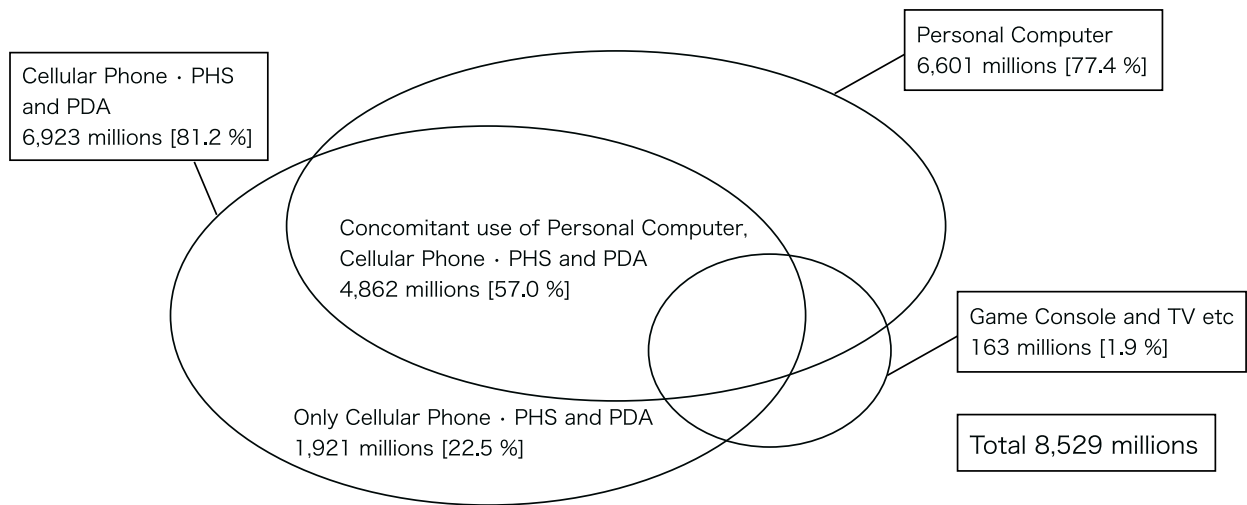 Personal Computer
6,601 millions [77.4 %]
Cellular Phone・PHS
and PDA
6,923 millions [81.2 %]
Concomitant use of Personal Computer,
Cellular Phone・PHS and PDA
4,862 millions [57.0 %]
Game Console and TV etc
163 millions [1.9 %]
Only Cellular Phone・PHS and PDA
1,921 millions [22.5 %]
Total 8,529 millions